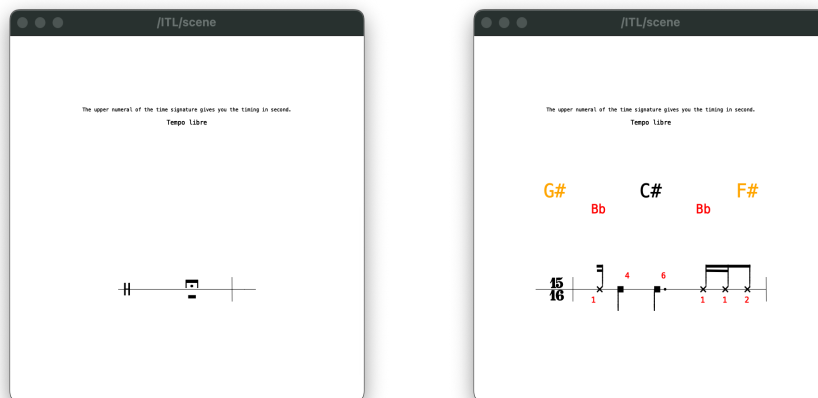 /ITL/scene
The upper numeral of the time signature gives you the timing in second.
Tempo libre
/ITL/scene
The upper numeral of the time signature gives you the timing in second.
Tempo libre
G# C# F#
Bb Bb
4 6
15
16
1 1 1 2